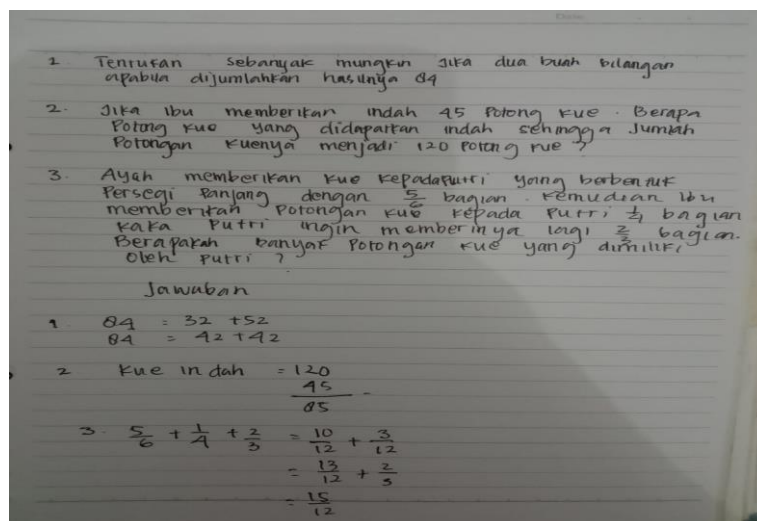 1 Tentukan sebanyak mungkin Jika dua buah bilangan
apabila dijumlahkan hasilnya 84
2. Jika Ibu memberikan indah 45 Potong kue. Berapa
Potong kue yang didapatkan indah sehingga Jumlah
Potongan kuenya menjadi 120 potong kue?
3. Ayah memberikan kue kepada Putri yang berbentuk
Persegi Panjang dengan 5/6 bagian. Kemudian Ibu
memberikan Potongan kue kepada Putri 1/4 bagian
kaka Putri ingin memberinya lagi 2/3 bagian.
Berapakah banyak Potongan kue yang dimiliki
oleh Putri?
Jawaban
1 84 = 32 + 52
84 = 42 + 42
2 Kue indah = 120
45 -
85
3. 5/6 + 1/4 + 2/3 = 10/12 + 3/12
= 13/12 + 2/3
= 15/12